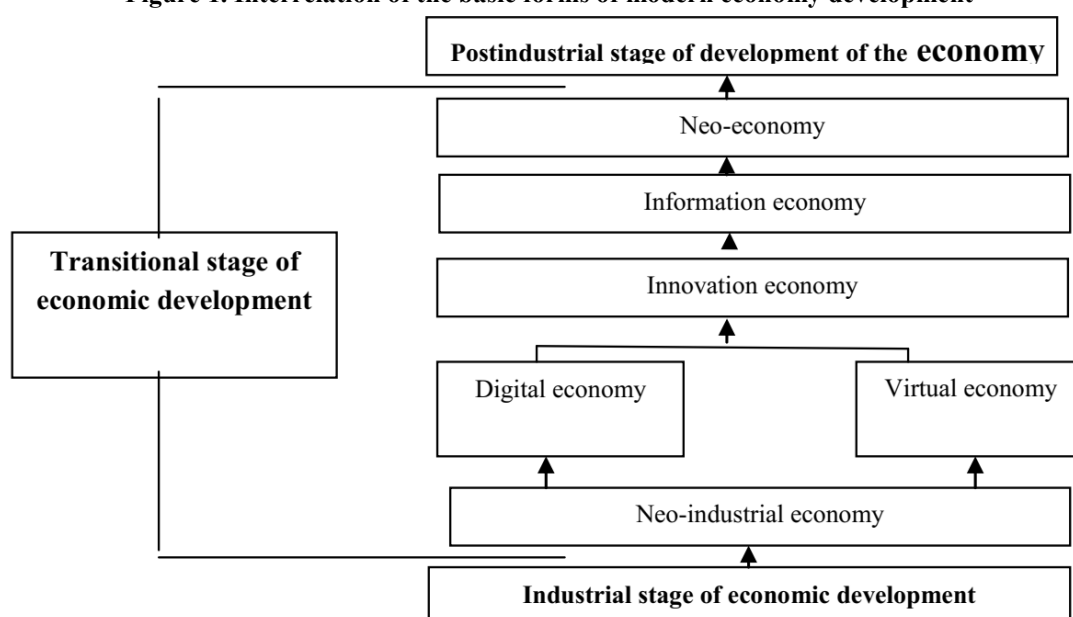 Figure 1. Interrelation of the basic forms of modern economy development
Postindustrial stage of development of the economy
Neo-economy
Information economy
Transitional stage of
economic development
Innovation economy
Digital economy
Virtual economy
Neo-industrial economy
Industrial stage of economic development